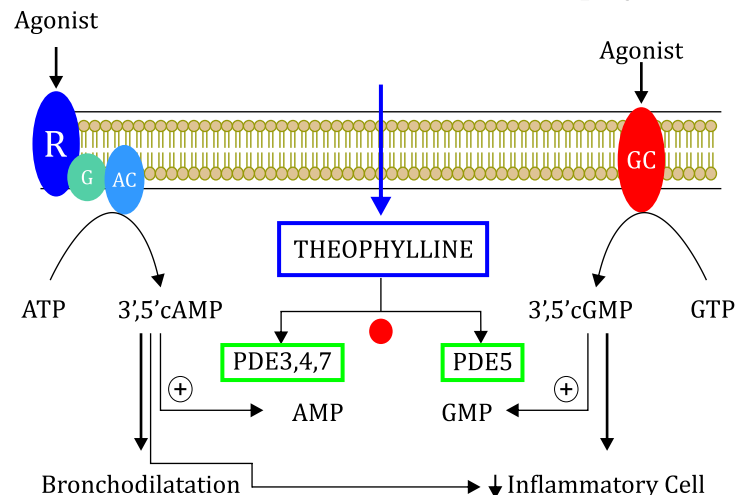 Agonist
Agonist
R
G
AC
GC
THEOPHYLLINE
ATP
3’,5’cAMP
3’,5’cGMP
GTP
PDE3,4,7
PDE5
+
AMP
GMP
+
Bronchodilatation
Inflammatory Cell